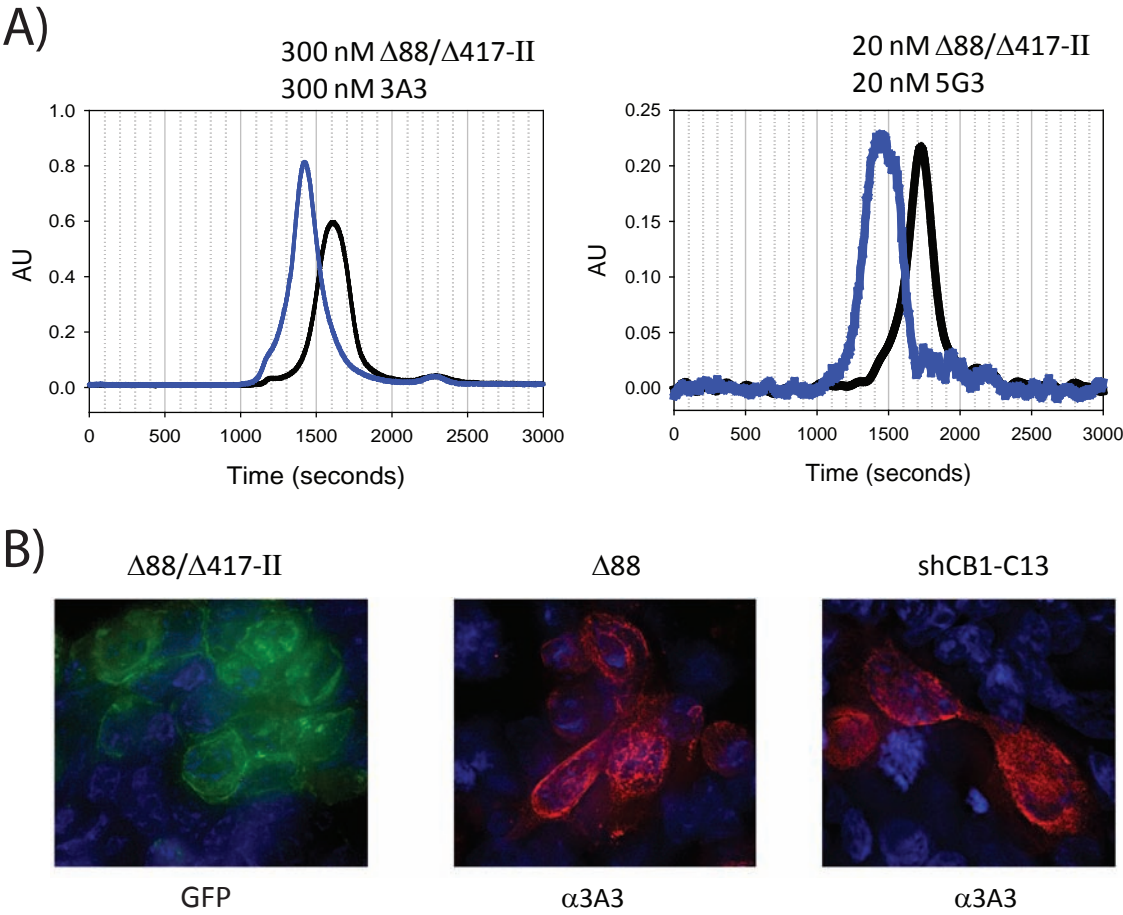 A)
300 nM Δ88/Δ417-II
300 nM 3A3
20 nM Δ88/Δ417-II
20 nM 5G3
1.0
0.8
0.6
0.4
0.2
0.0
AU
0 500 1000 1500 2000 2500 3000
Time (seconds)
0.25
0.20
0.15
0.10
0.05
0.00
AU
0 500 1000 1500 2000 2500 3000
Time (seconds)
B)
Δ88/Δ417-II
Δ88
shCB1-C13
GFP
α3A3
α3A3